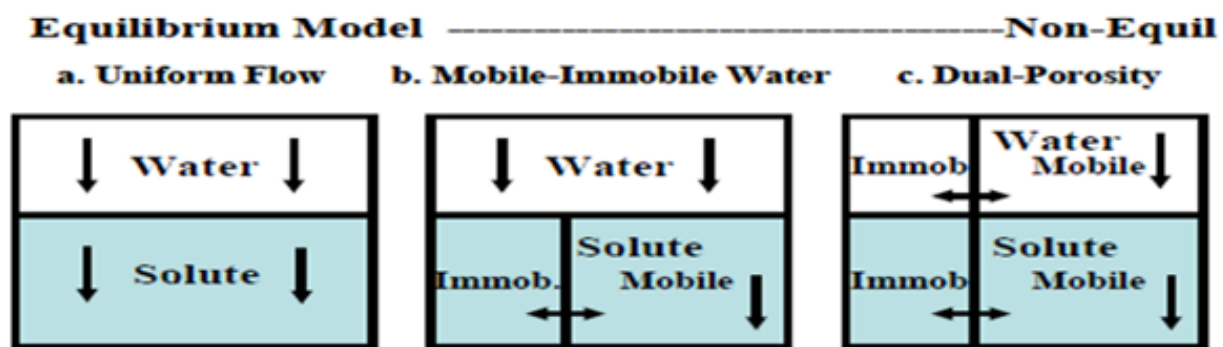 Equilibrium Model ----------------------------------------Non-Equil
a. Uniform Flow b. Mobile-Immobile Water c. Dual-Porosity
Water
Solute
Water
Solute
Immob. Mobile
Water
Immob Mobile
Solute
Immob Mobile